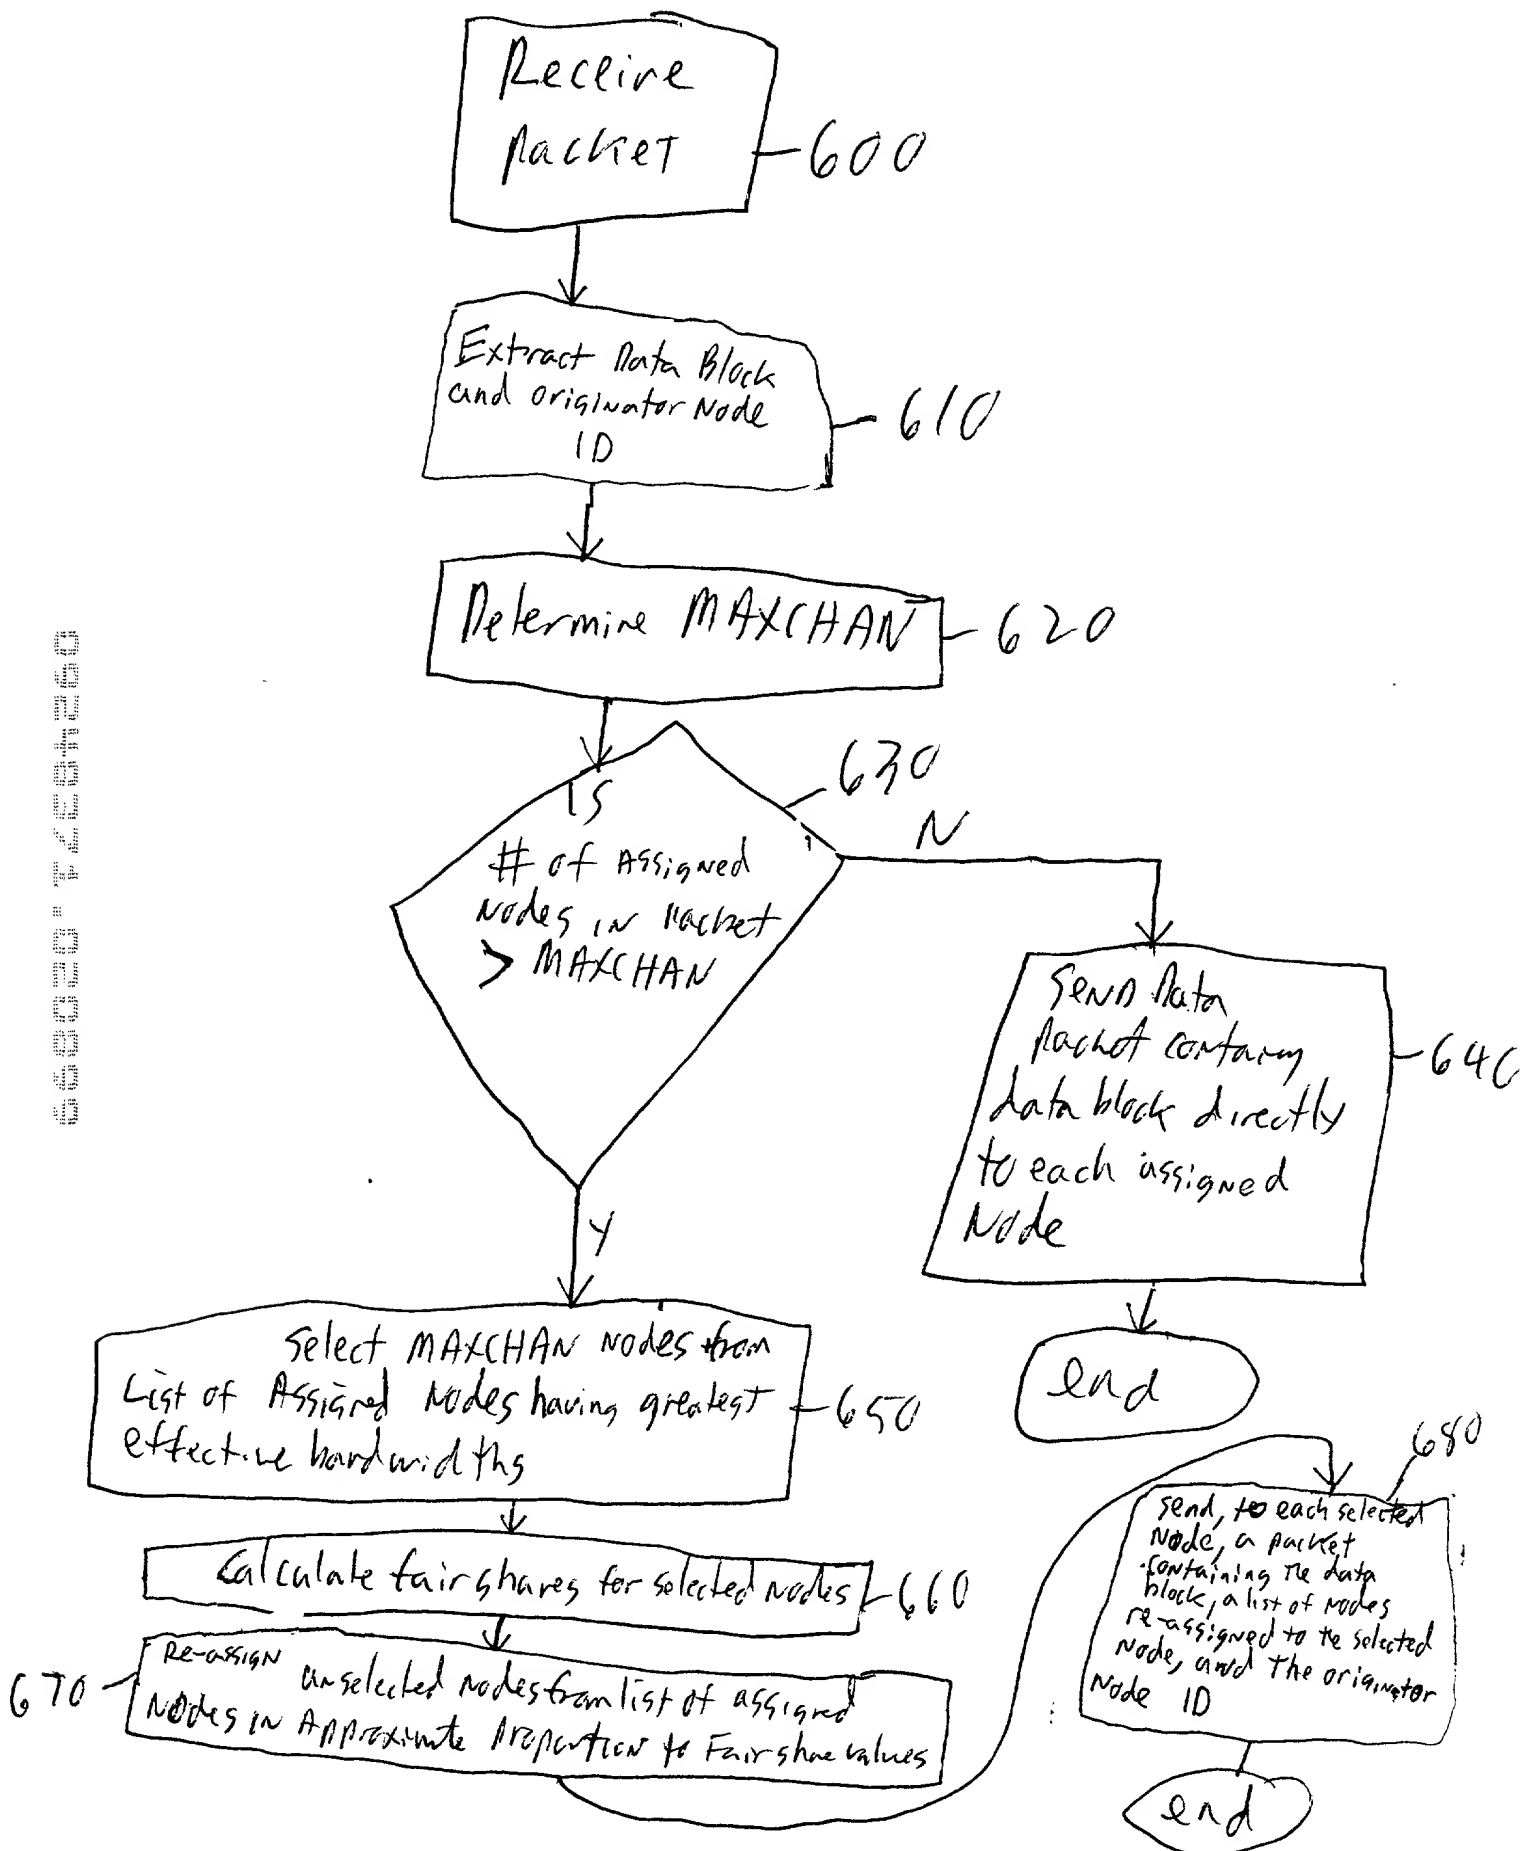 Receive
Packet
600
Extract Data Block
and originator Node
ID
610
Determine MAXCHAN
620
Is
# of Assigned
Nodes in Packet
> MAXCHAN
630
N
Send Data
Packet containing
data block directly
to each assigned
Node
640
end
Y
Select MAXCHAN Nodes from
List of Assigned Nodes having greatest
effective bandwidths
650
Calculate fair shares for selected nodes
660
Re-assign unselected nodes from list of assigned
Nodes in Approximate Proportion to Fairshare values
670
680
send, to each selected
Node, a packet
containing the data
block, a list of nodes
re-assigned to the selected
Node, and the originator
Node ID
end